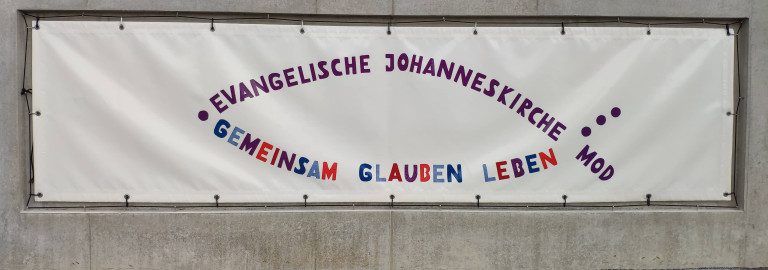 EVANGELISCHE JOHANNESKIRCHE
GEMEINSAM GLAUBEN LEBEN MOD